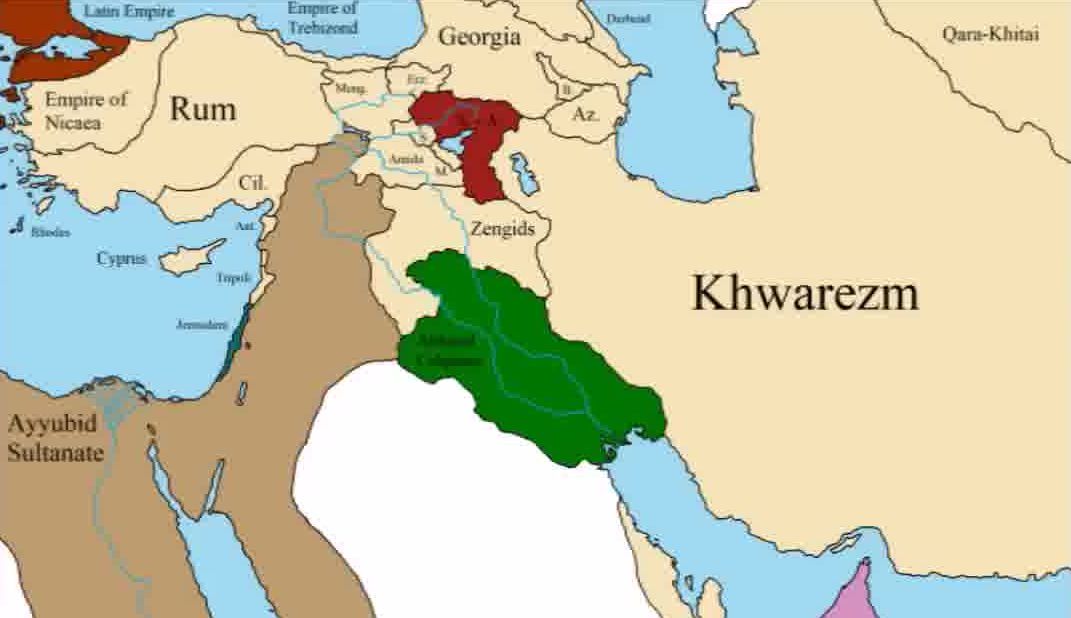 Latin Empire
Empire of
Trebizond
Georgia
Derbend
Qara-Khitai
Empire of
Nicaea
Rum
Meng.
Erz.
Az.
S.
Amida
M.
Cil.
Ant.
Zengids
Rhodes
Cyprus
Tripoli
Khwarezm
Jerusalem
Abbasid
Caliphate
Ayyubid
Sultanate